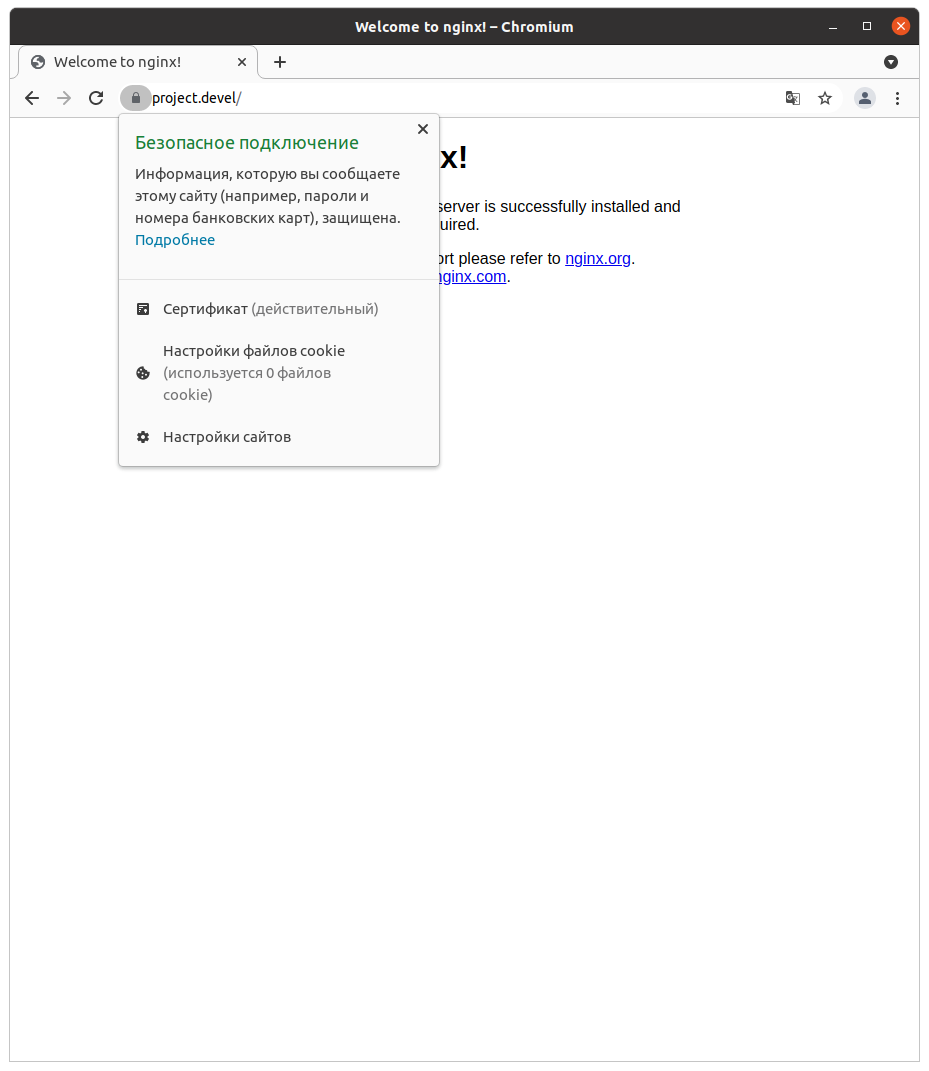 Welcome to nginx! – Chromium
Welcome to nginx!
project.devel/
Безопасное подключение
Информация, которую вы сообщаете
этому сайту (например, пароли и
номера банковских карт), защищена.
Подробнее
Сертификат (действительный)
Настройки файлов cookie
(используется 0 файлов
cookie)
Настройки сайтов
x!
server is successfully installed and
uired.
ort please refer to nginx.org.
nginx.com.